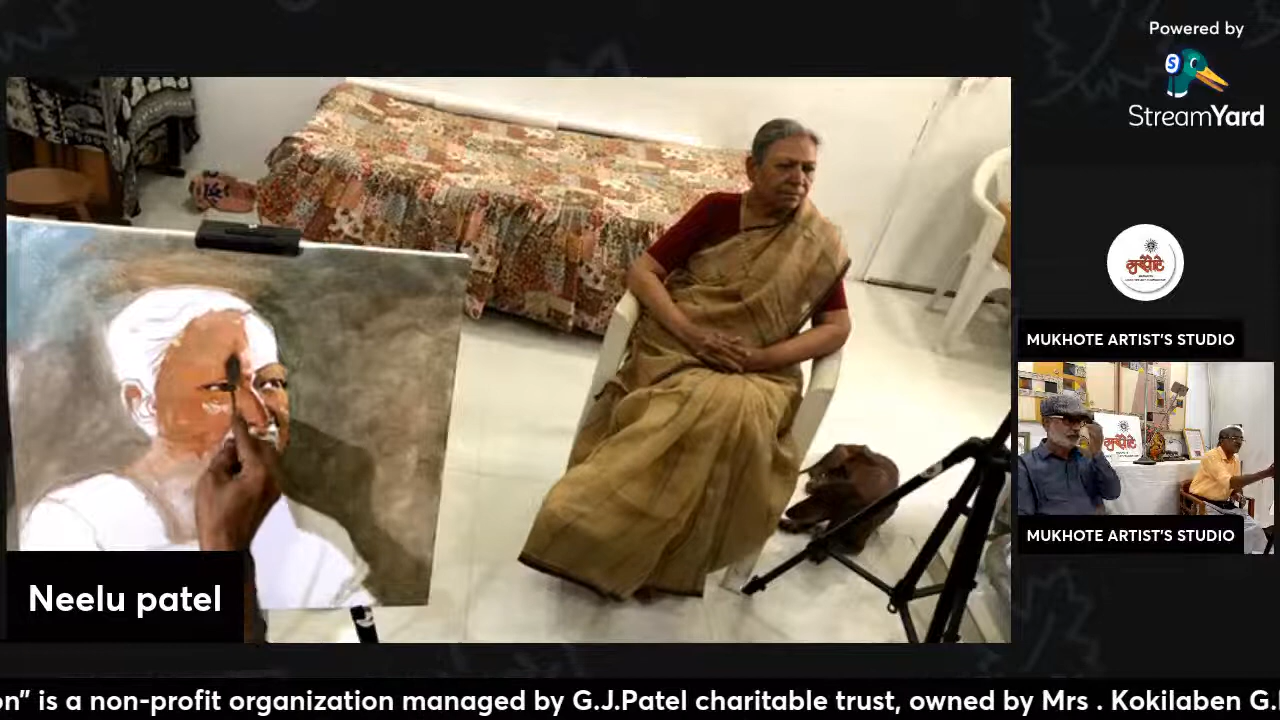 Powered by
S
StreamYard
मुखोटे
MUKHOTE ARTIST'S STUDIO
मुखोटे
MUKHOTE ARTIST'S STUDIO
Neelu patel
on" is a non-profit organization managed by G.J.Patel charitable trust, owned by Mrs . Kokilaben G.